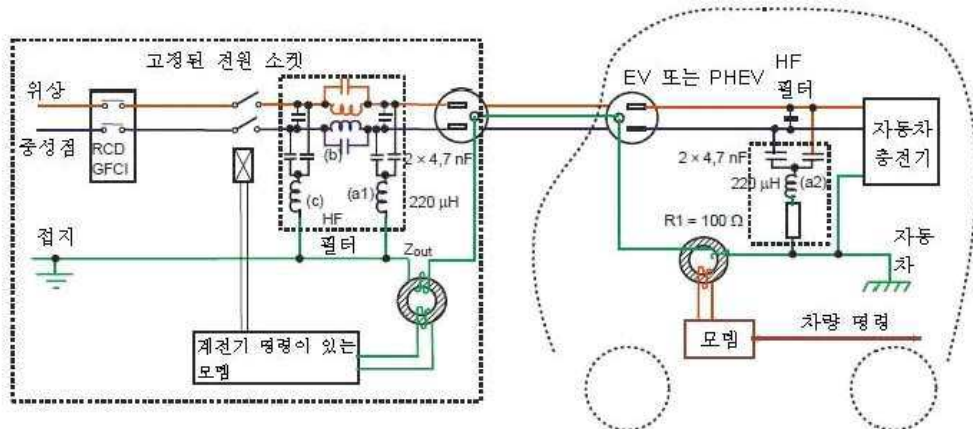 고정된 전원 소켓
위상
중성점
RCD
GFCI
(b)
(c)
(a1)
HF
필터
2 × 4,7 nF
220 µH
접지
Zout
계전기 명령이 있는
모뎀
EV 또는 PHEV
HF
필터
2 × 4,7 nF
220 µH
(a2)
R1 = 100 Ω
자동차
충전기
자동
차
모뎀
차량 명령